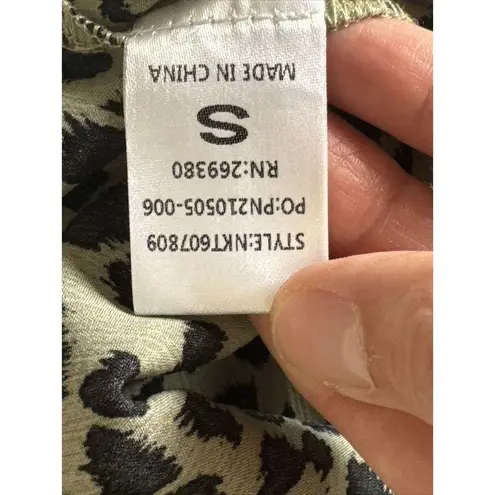 STYLE:NKT607809
PO:PN210505-006
RN:269380
S
MADE IN CHINA